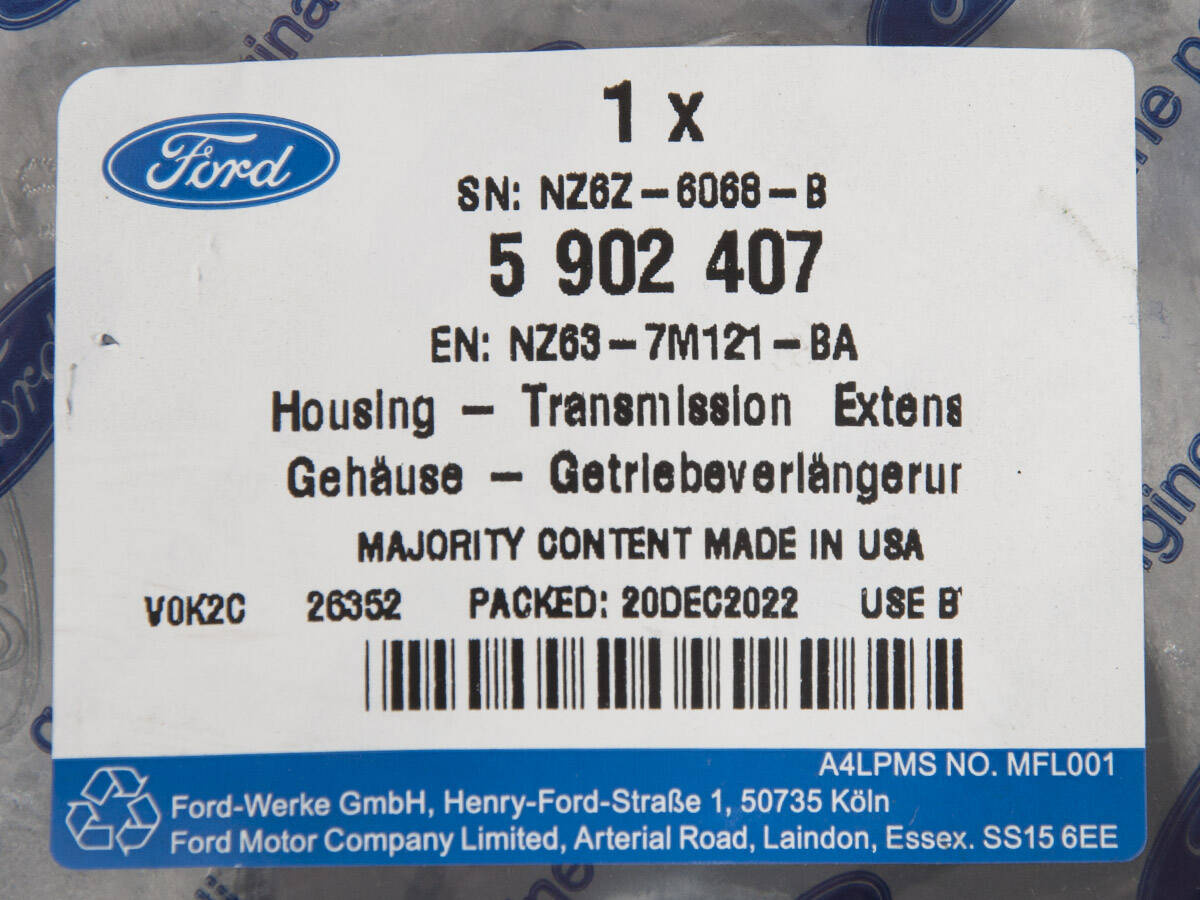 Ford
1 x
SN: NZ6Z-6068-B
5 902 407
EN: NZ63-7M121-BA
Housing - Transmission Extens
Gehäuse - Getriebeverlängerur
MAJORITY CONTENT MADE IN USA
V0K2C 26352 PACKED: 20DEC2022 USE B
A4LPMS NO. MFL001
Ford-Werke GmbH, Henry-Ford-Straße 1, 50735 Köln
Ford Motor Company Limited, Arterial Road, Laindon, Essex. SS15 6EE